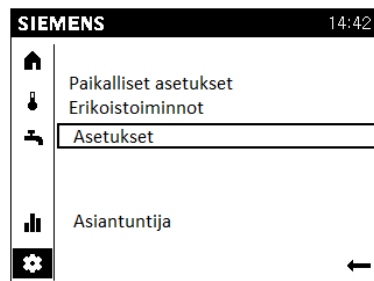 SIEMENS 14:42
Paikalliset asetukset
Erikoistoiminnot
Asetukset
Asiantuntija